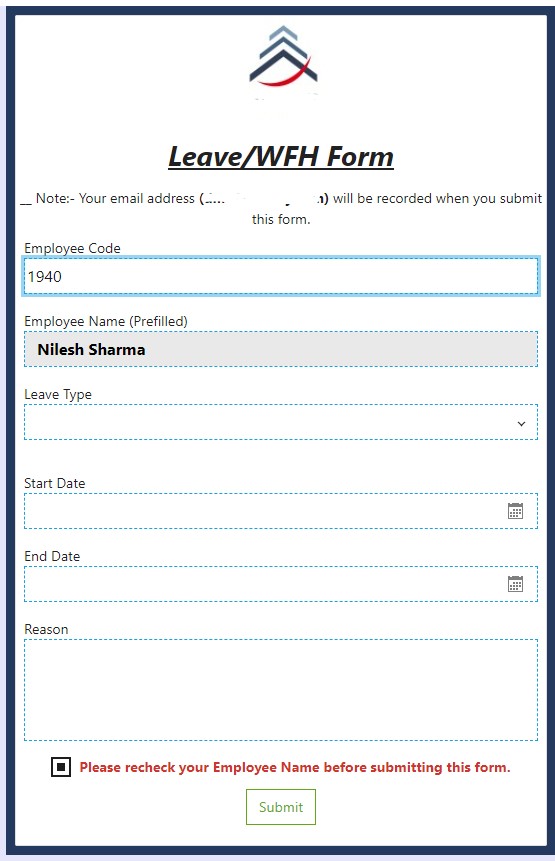 Leave/WFH Form
__ Note:- Your email address ( ) will be recorded when you submit
this form.
Employee Code
1940
Employee Name (Prefilled)
Nilesh Sharma
Leave Type
Start Date
End Date
Reason
Please recheck your Employee Name before submitting this form.
Submit